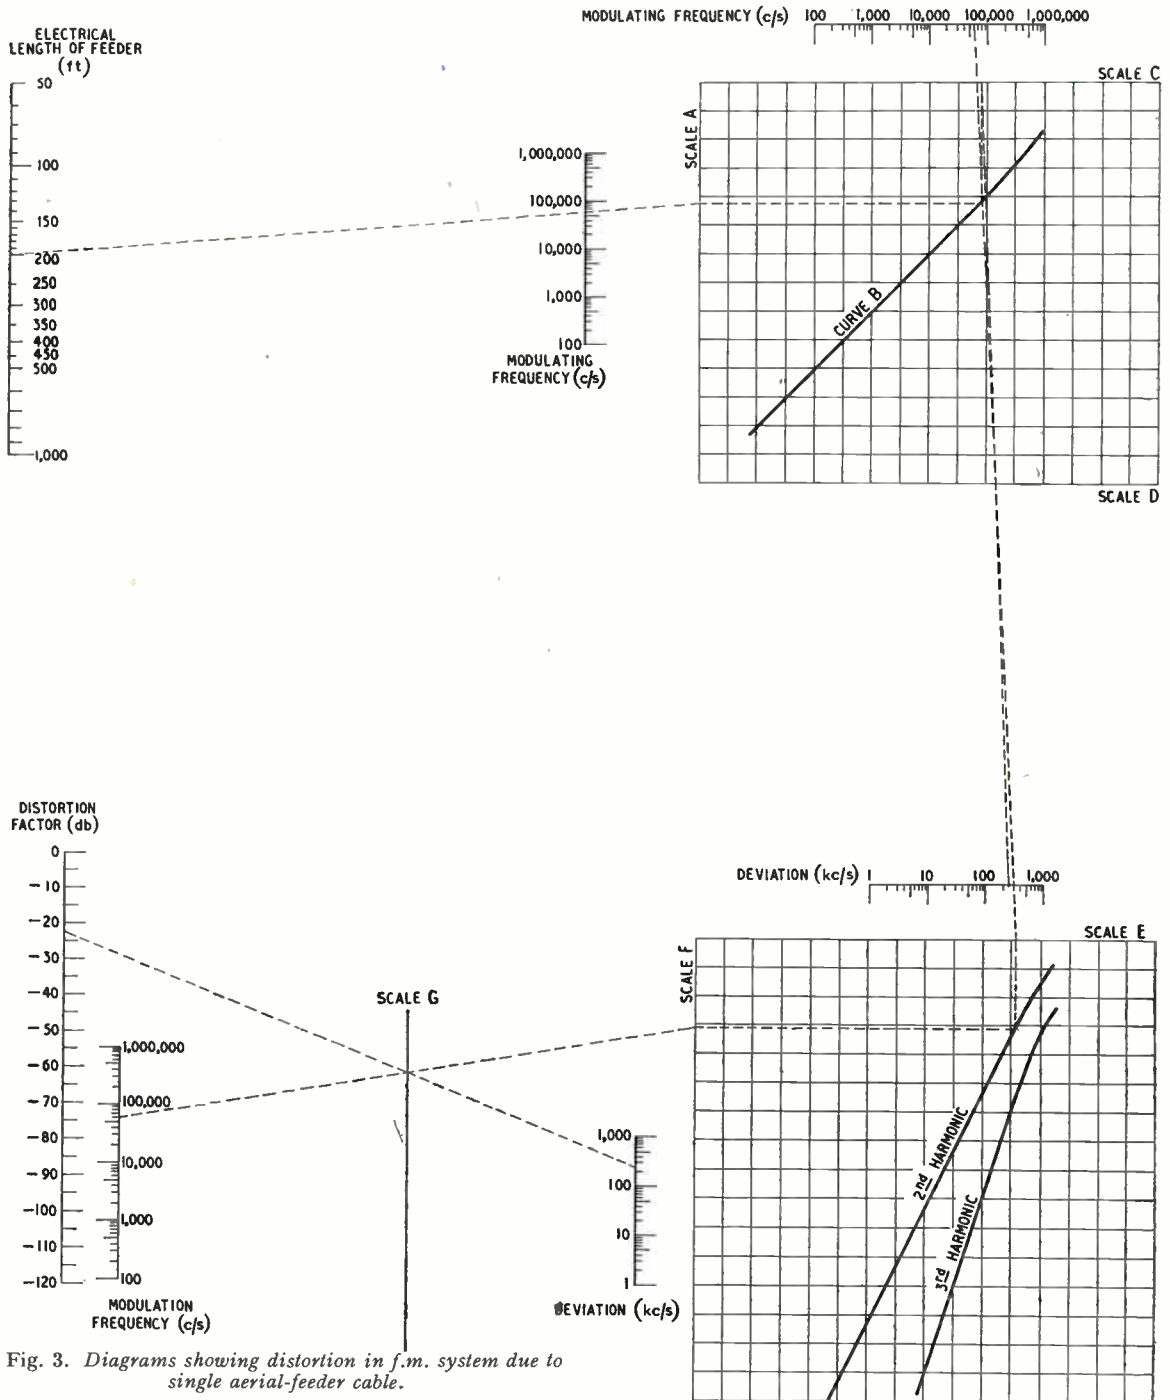 MODULATING FREQUENCY (c/s) 100 1,000 10,000 100,000 1,000,000
ELECTRICAL
LENGTH OF FEEDER
(ft)
50
100
150
200
250
300
350
400
450
500
1,000
1,000,000
100,000
10,000
1,000
100
MODULATING
FREQUENCY (c/s)
SCALE C
SCALE A
CURVE B
SCALE D
DISTORTION
FACTOR (db)
0
-10
-20
-30
-40
-50
-60
-70
-80
-90
-100
-110
-120
1,000,000
100,000
10,000
1,000
100
MODULATION
FREQUENCY (c/s)
SCALE G
1,000
100
10
1
DEVIATION (kc/s)
DEVIATION (kc/s) 1 10 100 1,000
SCALE E
SCALE F
2nd HARMONIC
3rd HARMONIC
Fig. 3. Diagrams showing distortion in f.m. system due to
single aerial-feeder cable.